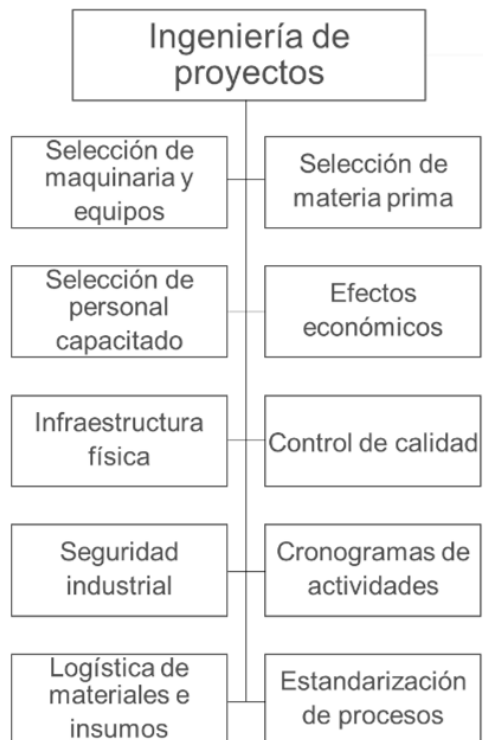 Ingeniería de
proyectos
Selección de
maquinaria y
equipos
Selección de
materia prima
Selección de
personal
capacitado
Efectos
económicos
Infraestructura
física
Control de calidad
Seguridad
industrial
Cronogramas de
actividades
Logística de
materiales e
insumos
Estandarización
de procesos